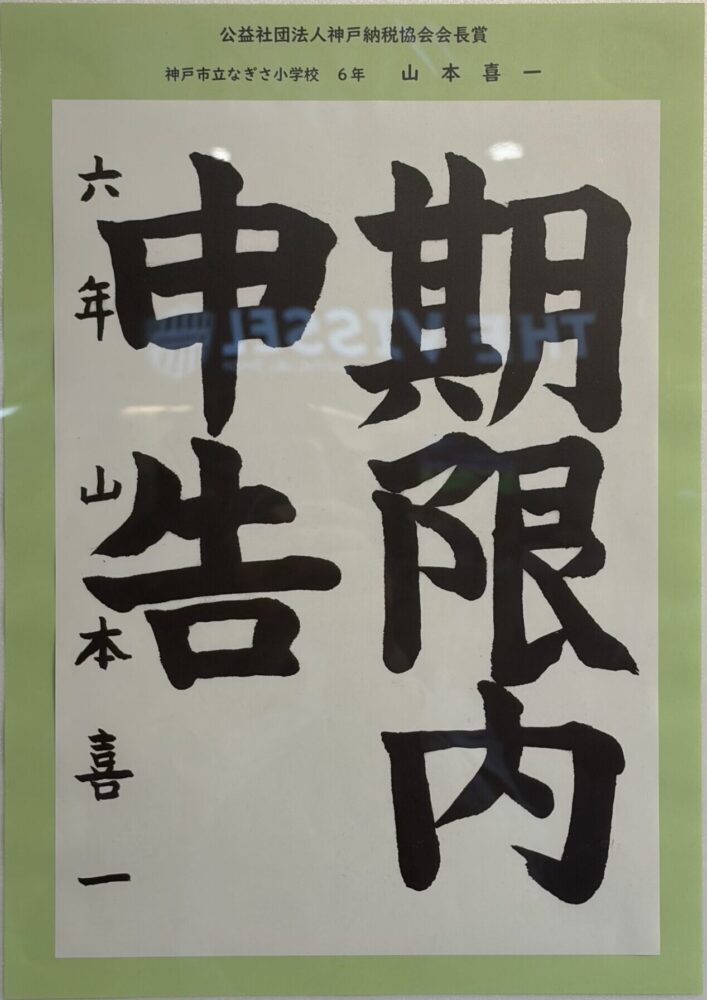 公益社団法人神戸納税協会会長賞
神戸市立なぎさ小学校 6年 山本喜一
期限内
申告
六年 山本喜一
THE VISSEL